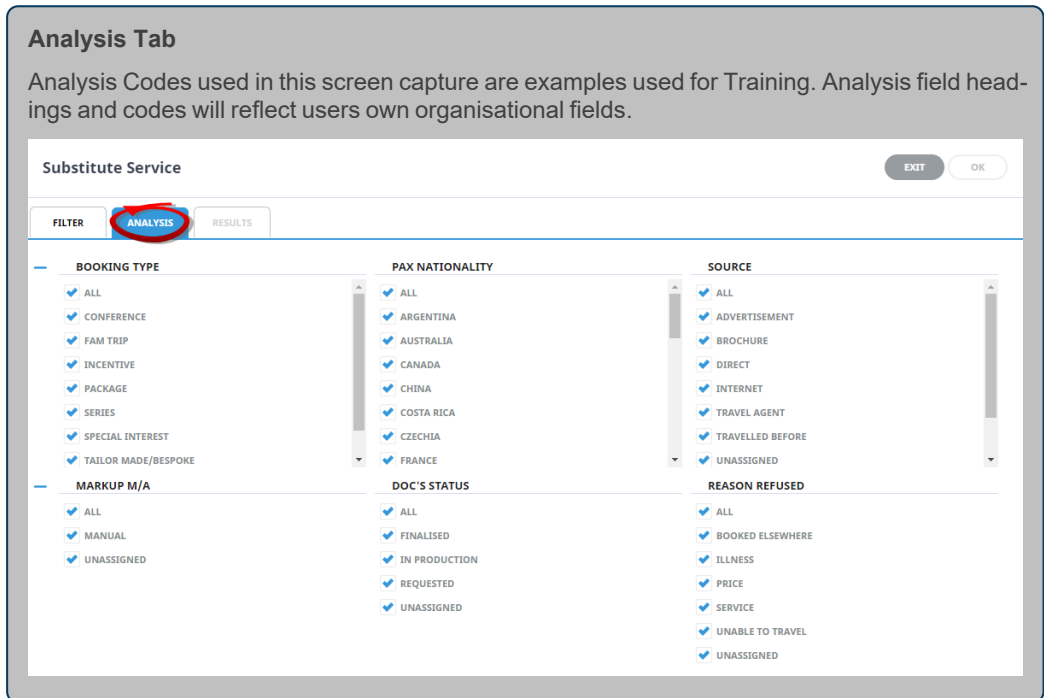 Analysis Tab
Analysis Codes used in this screen capture are examples used for Training. Analysis field head-
ings and codes will reflect users own organisational fields.
Substitute Service
EXIT
OK
FILTER
ANALYSIS
RESULTS
BOOKING TYPE
ALL
CONFERENCE
FAM TRIP
INCENTIVE
PACKAGE
SERIES
SPECIAL INTEREST
TAILOR MADE/BESPOKE
PAX NATIONALITY
ALL
ARGENTINA
AUSTRALIA
CANADA
CHINA
COSTA RICA
CZECHIA
FRANCE
SOURCE
ALL
ADVERTISEMENT
BROCHURE
DIRECT
INTERNET
TRAVEL AGENT
TRAVELLED BEFORE
UNASSIGNED
MARKUP M/A
ALL
MANUAL
UNASSIGNED
DOC'S STATUS
ALL
FINALISED
IN PRODUCTION
REQUESTED
UNASSIGNED
REASON REFUSED
ALL
BOOKED ELSEWHERE
ILLNESS
PRICE
SERVICE
UNABLE TO TRAVEL
UNASSIGNED